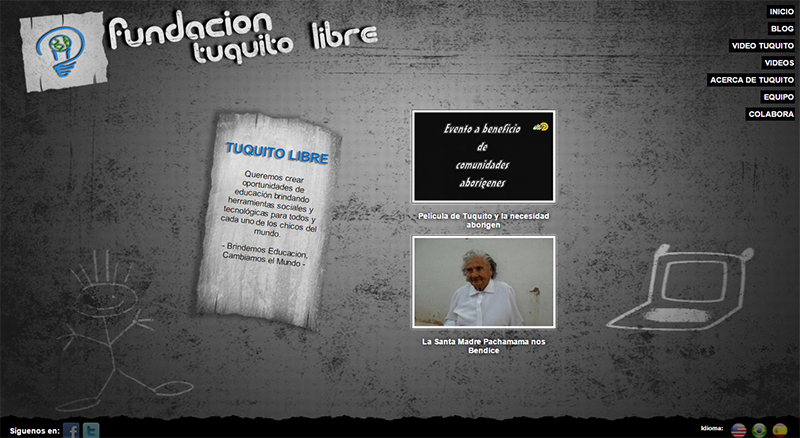 fundacion
tuquito libre
INICIO
BLOG
VIDEO TUQUITO
VIDEOS
ACERCA DE TUQUITO
EQUIPO
COLABORA
TUQUITO LIBRE
Queremos crear
oportunidades de
educación brindando
herramientas sociales y
tecnológicas para todos y
cada uno de los chicos del
mundo.
- Brindemos Educacion,
Cambiamos el Mundo -
Evento a beneficio
de
comunidades
aborigenes
Pelicula de Tuquito y la necesidad
aborigen
La Santa Madre Pachamama nos
Bendice
Síguenos en:
Idioma: